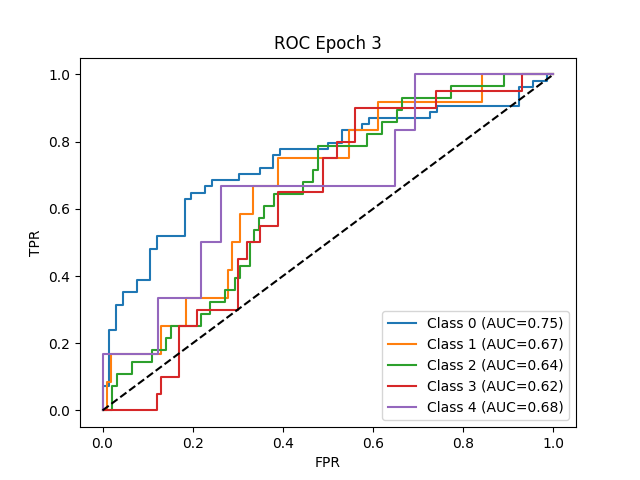 ROC Epoch 3
1.0
0.8
0.6
0.4
0.2
0.0
TPR
0.0 0.2 0.4 0.6 0.8 1.0
FPR
Class 0 (AUC=0.75)
Class 1 (AUC=0.67)
Class 2 (AUC=0.64)
Class 3 (AUC=0.62)
Class 4 (AUC=0.68)